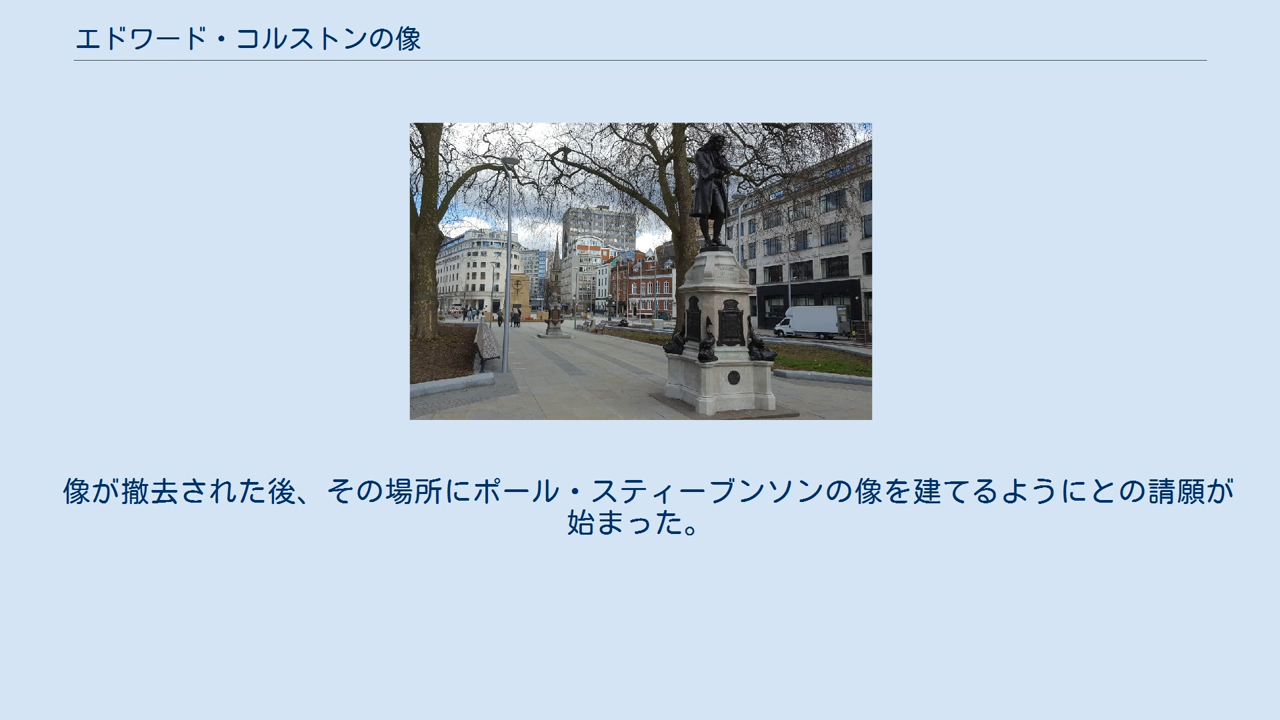 エドワード・コルストンの像
像が撤去された後、その場所にポール・スティーブンソンの像を建てるようにとの請願が
始まった。